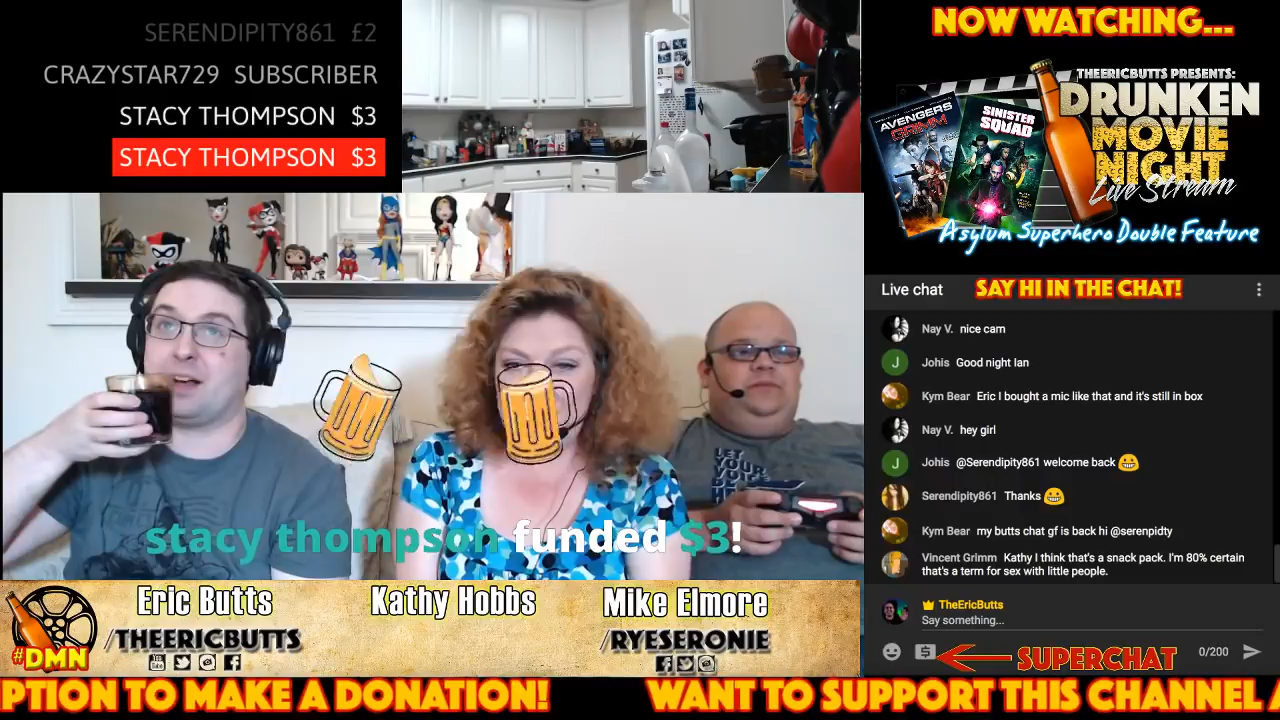 SERENDIPITY861 £2
CRAZYSTAR729 SUBSCRIBER
STACY THOMPSON $3
STACY THOMPSON $3
NOW WATCHING...
THEERICBUTTS PRESENTS:
DRUNKEN
MOVIE
NIGHT
Live Stream
AVENGERS
GRIMM
SINISTER
SQUAD
Asylum Superhero Double Feature
Live chat
SAY HI IN THE CHAT!
Nay V. nice cam
J Johis Good night Ian
Kym Bear Eric I bought a mic like that and it's still in box
Nay V. hey girl
J Johis @Serendipity861 welcome back 😁
Serendipity861 Thanks 😁
Kym Bear my butts chat gf is back hi @serenpidty
Vincent Grimm Kathy I think that's a snack pack. I'm 80% certain
that's a term for sex with little people.
TheEricButts
Say something...
SUPERCHAT
0/200
LET
YOUR
stacy thompson funded $3!
Eric Butts
/THEERICBUTTS
Kathy Hobbs
Mike Elmore
/RYESERONIE
#DMN
PTION TO MAKE A DONATION! WANT TO SUPPORT THIS CHANNEL A